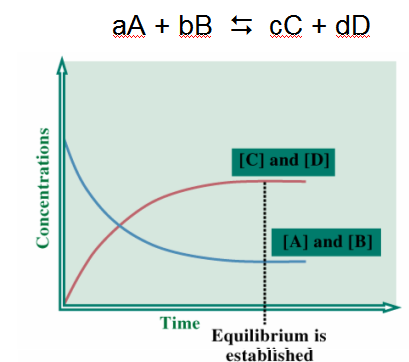 aA + bB ⇆ cC + dD
[C] and [D]
Concentrations
[A] and [B]
Time
Equilibrium is
established